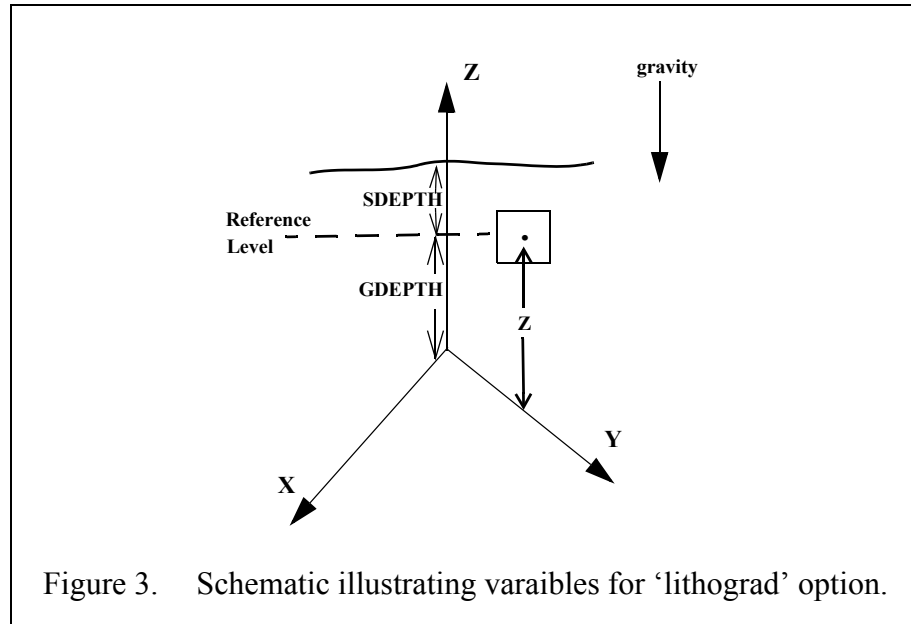 Z
gravity
SDEPTH
Reference
Level
GDEPTH
Z
Y
X
Figure 3. Schematic illustrating varaibles for ‘lithograd’ option.